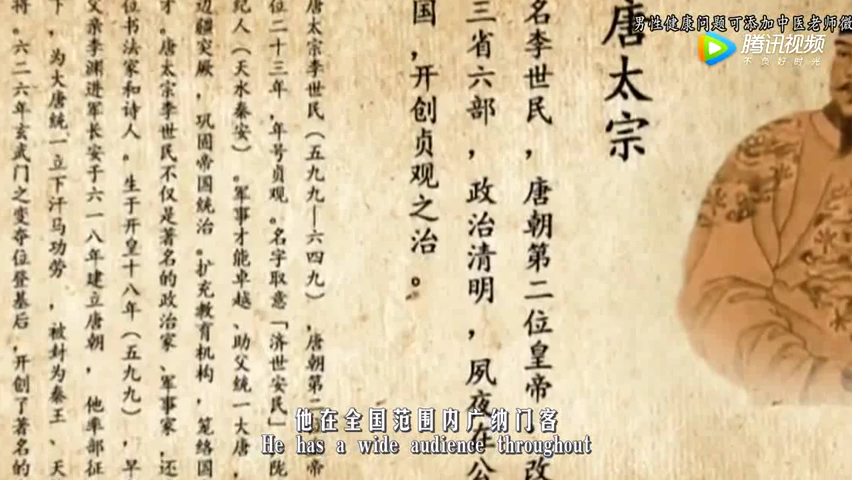 男性健康问题可添加中医老师微
腾讯视频
不负好时光
唐太宗
名李世民，唐朝第二位皇帝，改
三省六部，政治清明，夙夜在公
国，开创贞观之治。
唐太宗李世民（五九九—六四九），唐朝第二 帝
位二十三年，年号贞观。名字取意「济世安民」，陇
纪人（天水秦安）。军事才能卓越、助父统一大唐，
边疆突厥，巩固帝国统治。扩充教育机构，笼络国
才。唐太宗李世民不仅是著名的政治家、军事家，还
位书法家和诗人。生于开皇十八年（五九九），早
父亲李渊进军长安于六一八年建立唐朝，他率部征
下，为大唐统一立下汗马功劳，被封为秦王、天
将。六二六年玄武门之变夺位登基后，开创了著名的
他在全国范围内广纳门客
He has a wide audience throughout